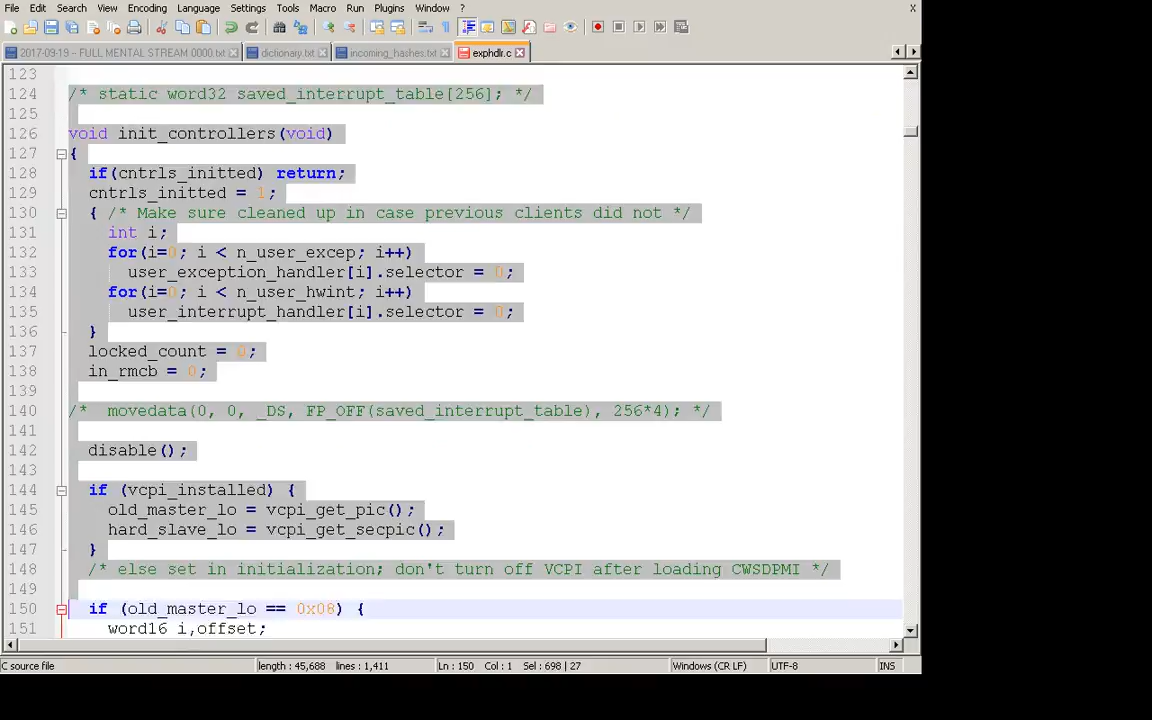 File Edit Search View Encoding Language Settings Tools Macro Run Plugins Window ? X
2017-09-19 – FULL MENTAL STREAM 0000.txt dictionary.txt incoming_hashes.txt exphdlr.c
123
124 /* static word32 saved_interrupt_table[256]; */
125
126 void init_controllers(void)
127 {
128 if(cntrls_initted) return;
129 cntrls_initted = 1;
130 { /* Make sure cleaned up in case previous clients did not */
131 int i;
132 for(i=0; i < n_user_excep; i++)
133 user_exception_handler[i].selector = 0;
134 for(i=0; i < n_user_hwint; i++)
135 user_interrupt_handler[i].selector = 0;
136 }
137 locked_count = 0;
138 in_rmcb = 0;
139
140 /* movedata(0, 0, _DS, FP_OFF(saved_interrupt_table), 256*4); */
141
142 disable();
143
144 if (vcpi_installed) {
145 old_master_lo = vcpi_get_pic();
146 hard_slave_lo = vcpi_get_secpic();
147 }
148 /* else set in initialization; don't turn off VCPI after loading CWSDPMI */
149
150 if (old_master_lo == 0x08) {
151 word16 i,offset;
C source file length : 45,688 lines : 1,411 Ln : 150 Col : 1 Sel : 698 | 27 Windows (CR LF) UTF-8 INS